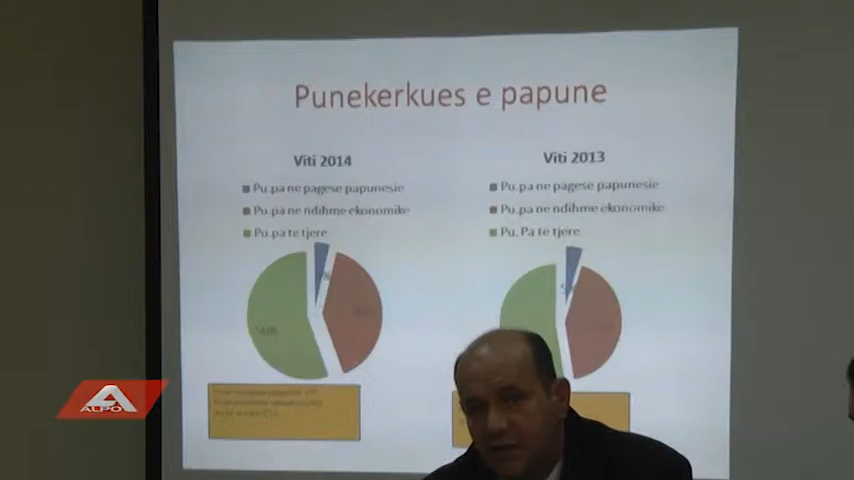 Punekerkues e papune
Viti 2014
Pu.pa ne pagese papunesie
Pu.pa ne ndihme ekonomike
Pu.pa te tjere
Viti 2013
Pu.pa ne pagese papunesie
Pu.pa ne ndihme ekonomike
Pu. Pa te tjere
ALPO